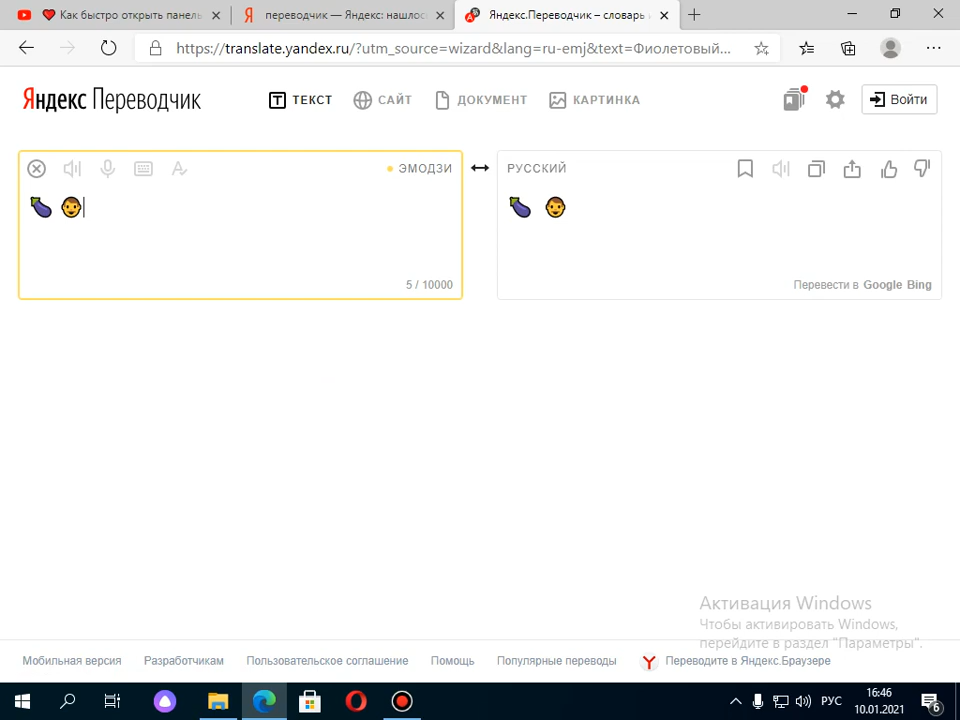 Как быстро открыть панель
переводчик — Яндекс: нашлос
Яндекс.Переводчик – словарь
https://translate.yandex.ru/?utm_source=wizard&lang=ru-emj&text=Фиолетовый...
Яндекс Переводчик
ТЕКСТ
САЙТ
ДОКУМЕНТ
КАРТИНКА
Войти
ЭМОДЗИ
РУССКИЙ
🍆 👨
🍆 👨
5 / 10000
Перевести в Google Bing
Активация Windows
Чтобы активировать Windows,
перейдите в раздел "Параметры".
Мобильная версия
Разработчикам
Пользовательское соглашение
Помощь
Популярные переводы
Переводите в Яндекс.Браузере
РУС
16:46
10.01.2021
6